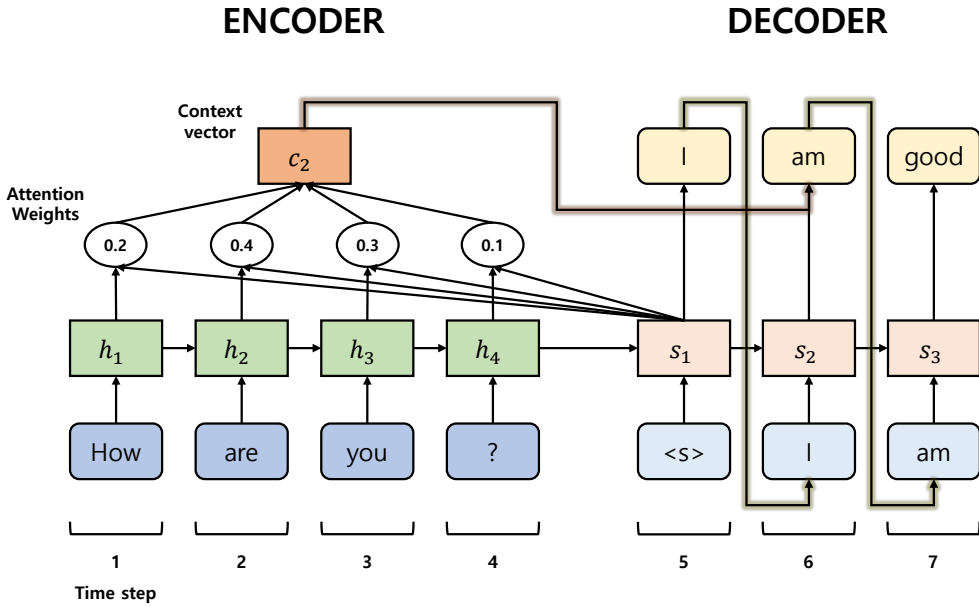 ENCODER
DECODER
Context
vector
c₂
I
am
good
Attention
Weights
0.2
0.4
0.3
0.1
h₁
h₂
h₃
h₄
s₁
s₂
s₃
How
are
you
?
<s>
I
am
1
2
3
4
5
6
7
Time step